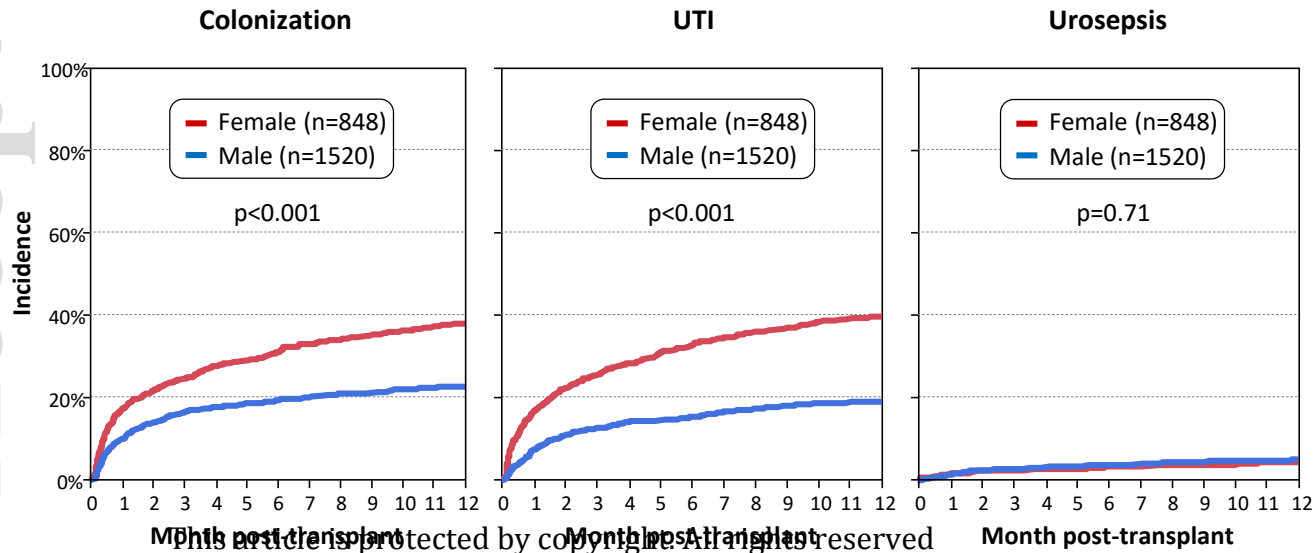 Colonization UTI Urosepsis
100%
80%
60%
40%
20%
0%
Incidence
Female (n=848)
Male (n=1520)
p<0.001
0 1 2 3 4 5 6 7 8 9 10 11 12
Month post-transplant
Female (n=848)
Male (n=1520)
p<0.001
0 1 2 3 4 5 6 7 8 9 10 11 12
Month post-transplant
Female (n=848)
Male (n=1520)
p=0.71
0 1 2 3 4 5 6 7 8 9 10 11 12
Month post-transplant
This article is protected by copyright. All rights reserved